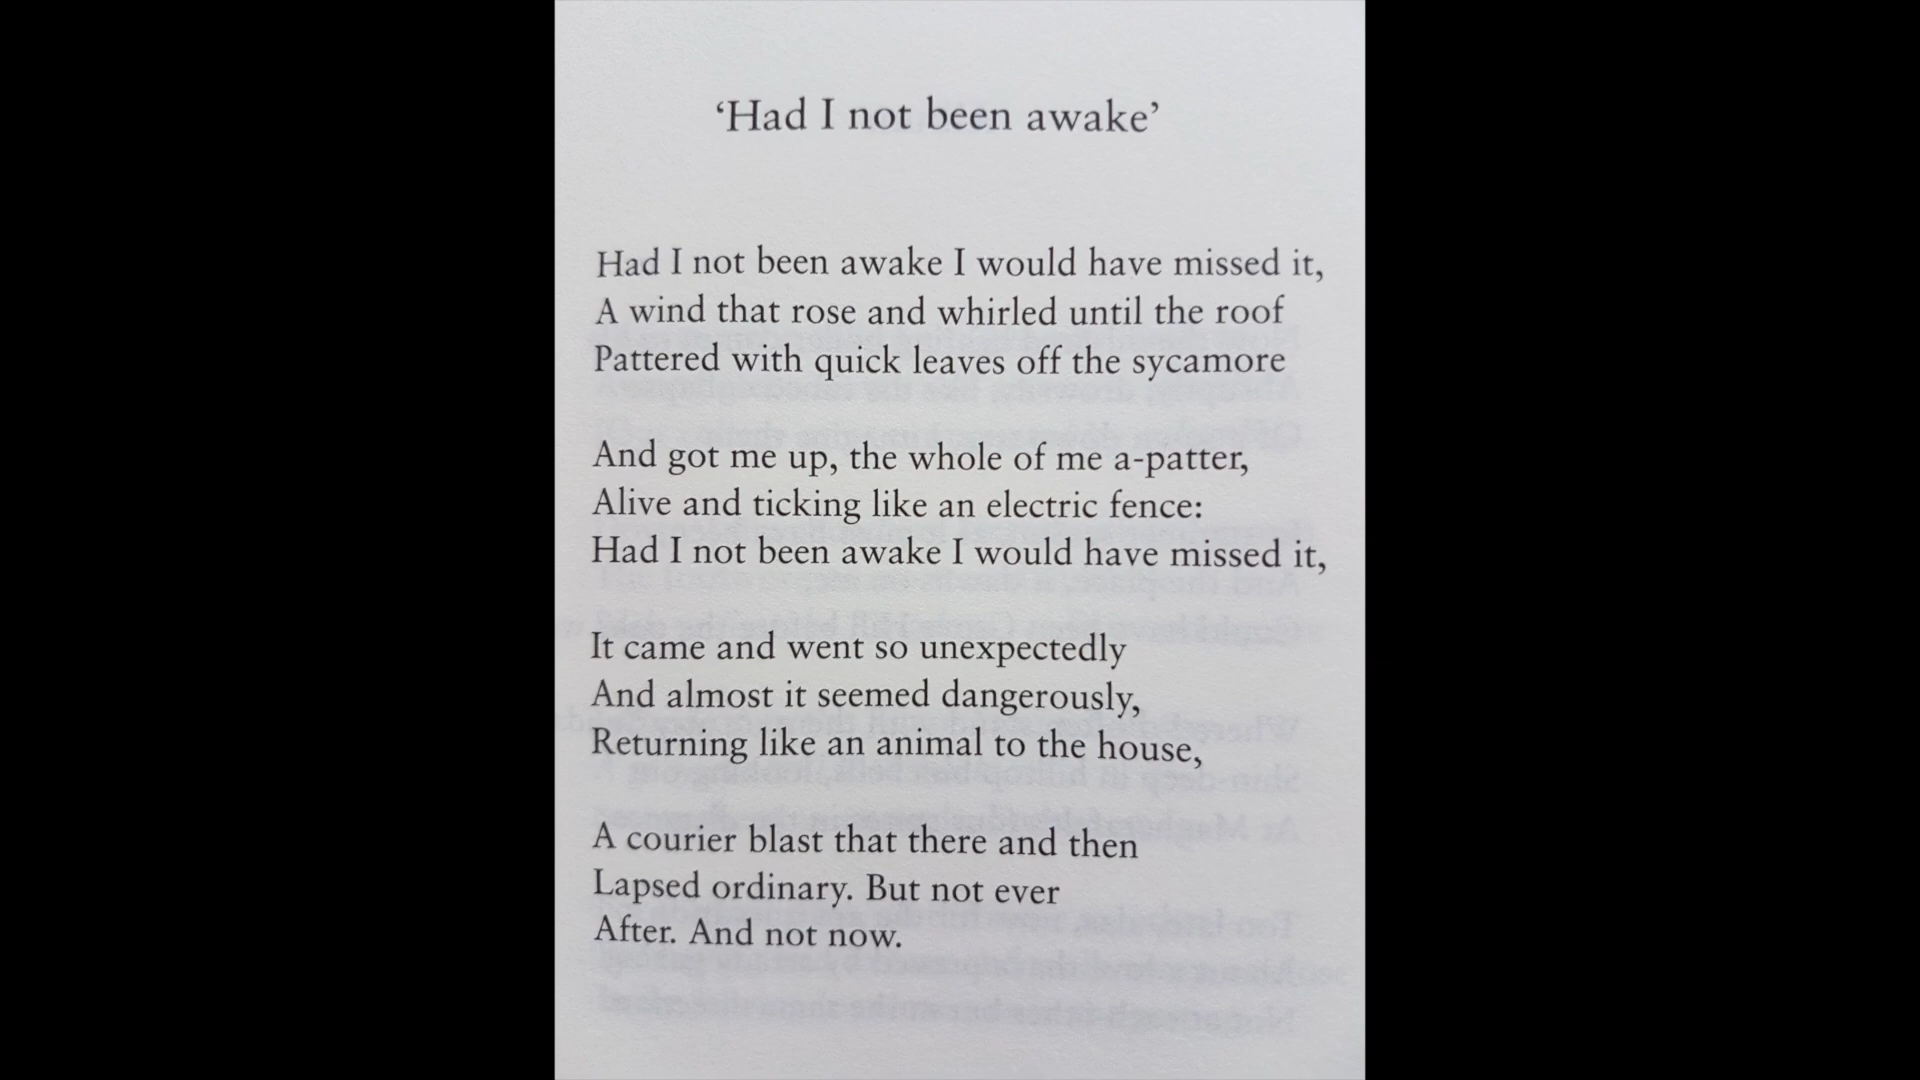 ‘Had I not been awake’
Had I not been awake I would have missed it,
A wind that rose and whirled until the roof
Pattered with quick leaves off the sycamore
And got me up, the whole of me a-patter,
Alive and ticking like an electric fence:
Had I not been awake I would have missed it,
It came and went so unexpectedly
And almost it seemed dangerously,
Returning like an animal to the house,
A courier blast that there and then
Lapsed ordinary. But not ever
After. And not now.